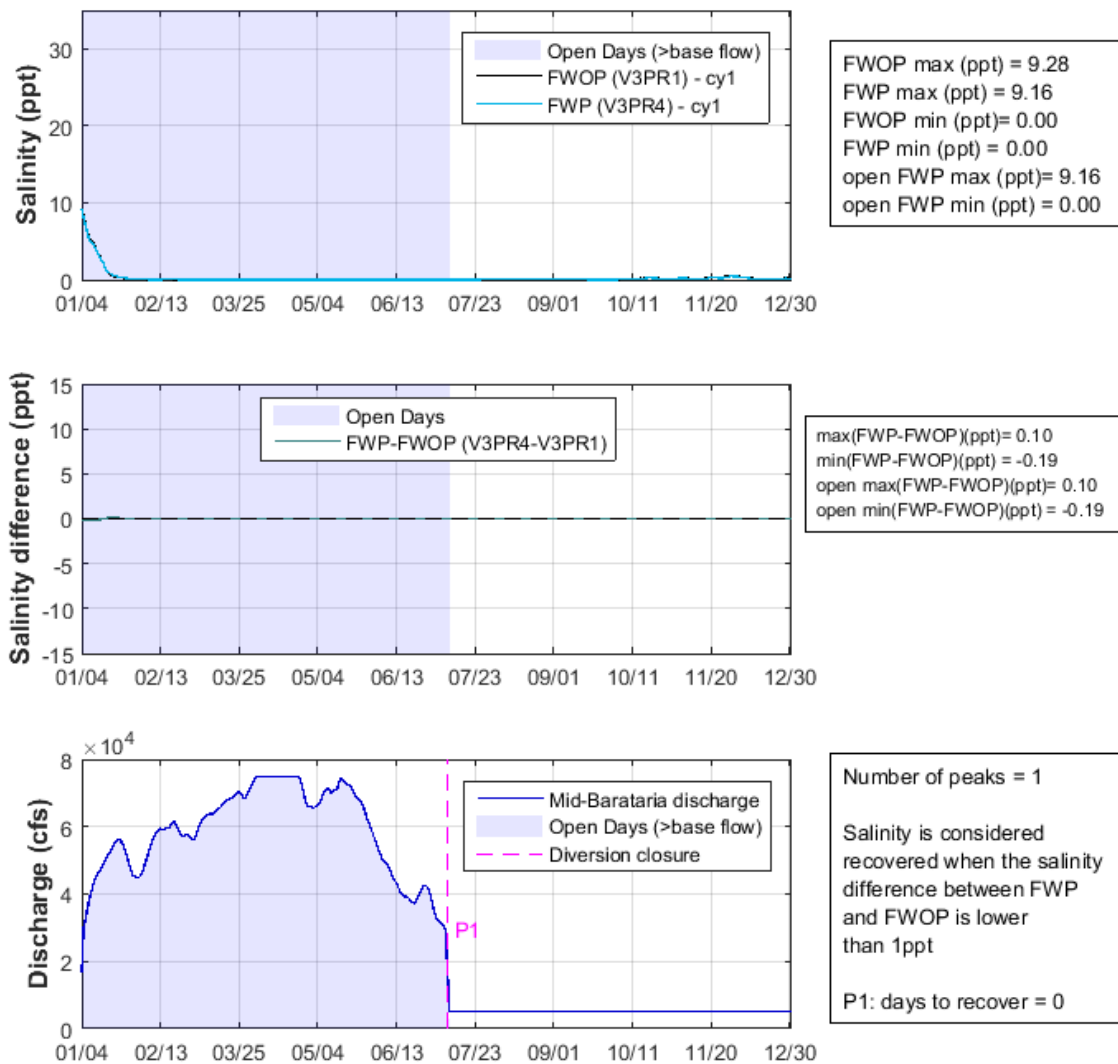 Salinity (ppt)
30
20
10
0
Open Days (>base flow)
FWOP (V3PR1) - cy1
FWP (V3PR4) - cy1
01/04 02/13 03/25 05/04 06/13 07/23 09/01 10/11 11/20 12/30
FWOP max (ppt) = 9.28
FWP max (ppt) = 9.16
FWOP min (ppt)= 0.00
FWP min (ppt) = 0.00
open FWP max (ppt)= 9.16
open FWP min (ppt) = 0.00
Salinity difference (ppt)
15
10
5
0
-5
-10
-15
Open Days
FWP-FWOP (V3PR4-V3PR1)
01/04 02/13 03/25 05/04 06/13 07/23 09/01 10/11 11/20 12/30
max(FWP-FWOP)(ppt)= 0.10
min(FWP-FWOP)(ppt) = -0.19
open max(FWP-FWOP)(ppt)= 0.10
open min(FWP-FWOP)(ppt) = -0.19
Discharge (cfs)
×10⁴
8
6
4
2
0
Mid-Barataria discharge
Open Days (>base flow)
Diversion closure
P1
01/04 02/13 03/25 05/04 06/13 07/23 09/01 10/11 11/20 12/30
Number of peaks = 1
Salinity is considered
recovered when the salinity
difference between FWP
and FWOP is lower
than 1ppt
P1: days to recover = 0